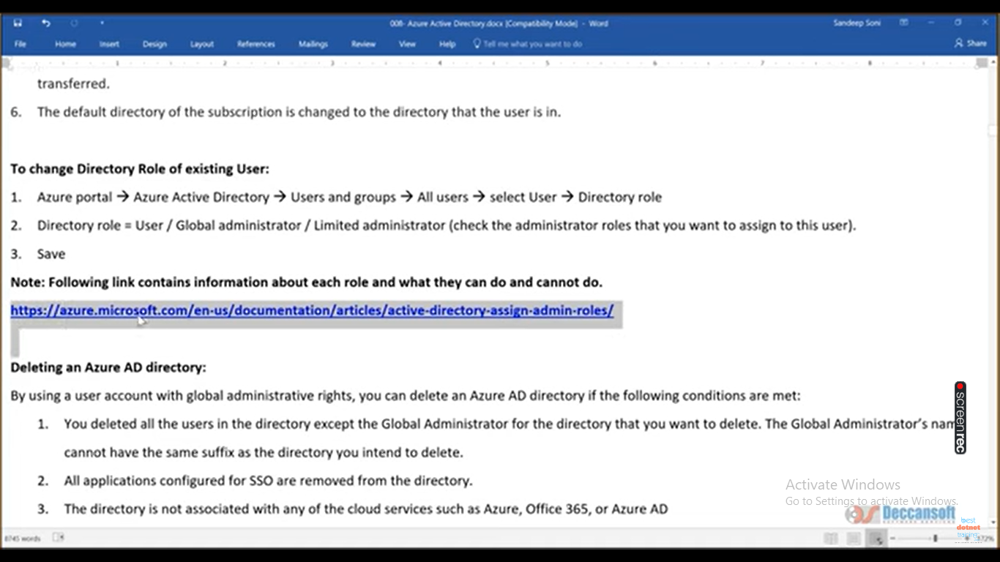 008- Azure Active Directory.docx [Compatibility Mode] - Word
Sandeep Soni
File Home Insert Design Layout References Mailings Review View Help Tell me what you want to do Share
transferred.
6. The default directory of the subscription is changed to the directory that the user is in.
To change Directory Role of existing User:
1. Azure portal → Azure Active Directory → Users and groups → All users → select User → Directory role
2. Directory role = User / Global administrator / Limited administrator (check the administrator roles that you want to assign to this user).
3. Save
Note: Following link contains information about each role and what they can do and cannot do.
https://azure.microsoft.com/en-us/documentation/articles/active-directory-assign-admin-roles/
Deleting an Azure AD directory:
By using a user account with global administrative rights, you can delete an Azure AD directory if the following conditions are met:
1. You deleted all the users in the directory except the Global Administrator for the directory that you want to delete. The Global Administrator's nam
cannot have the same suffix as the directory you intend to delete.
2. All applications configured for SSO are removed from the directory.
3. The directory is not associated with any of the cloud services such as Azure, Office 365, or Azure AD
screenrec
Activate Windows
Go to Settings to activate Windows.
Deccansoft
best
dotnet
training
8745 words
172%